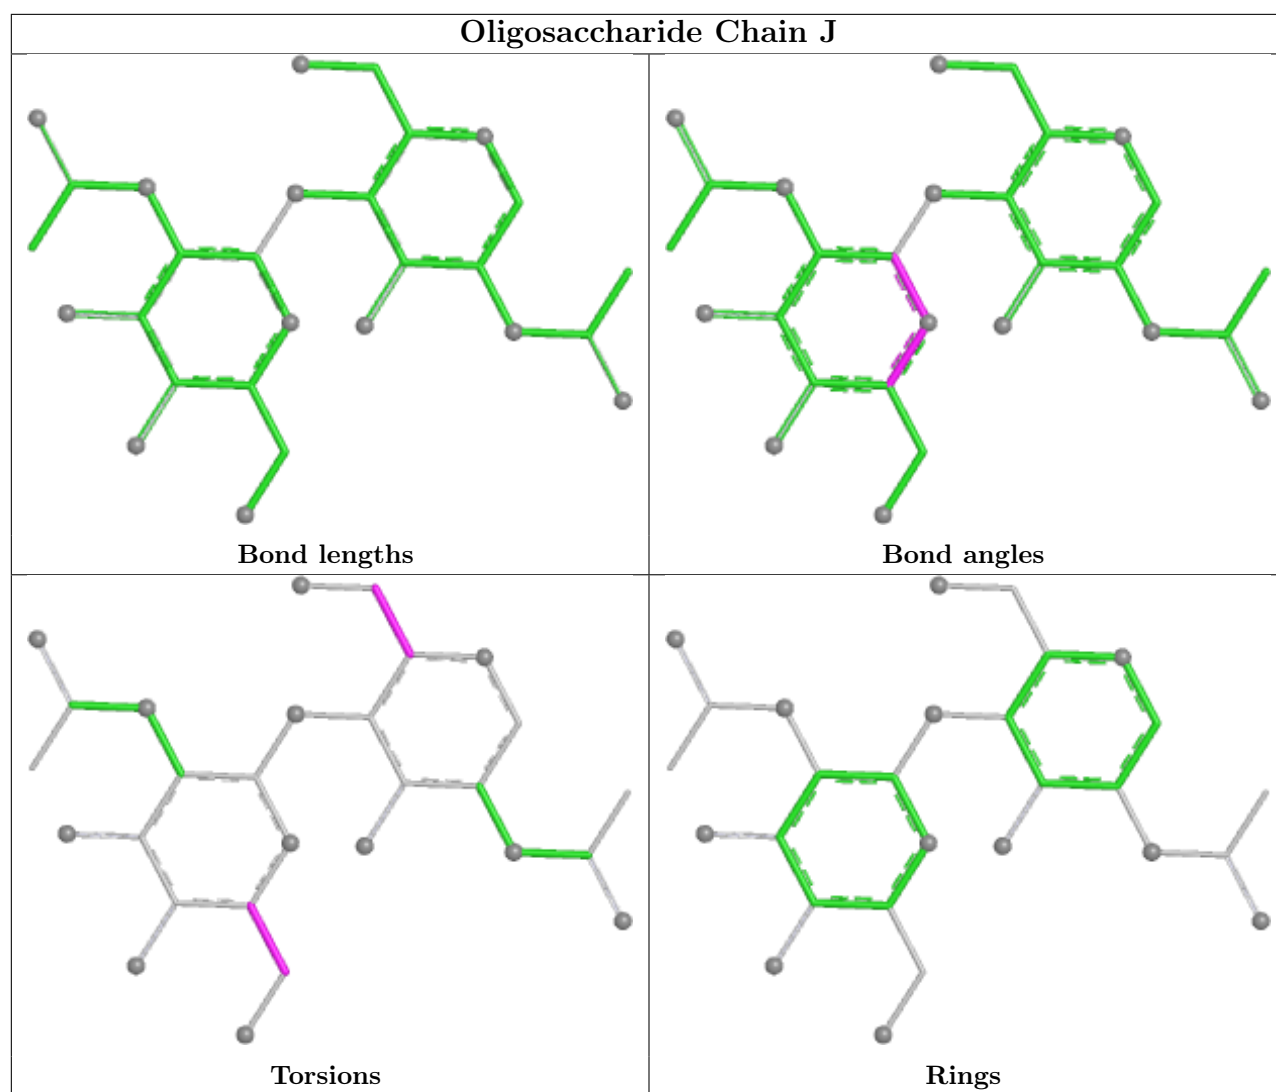 Oligosaccharide Chain J
Bond lengths
Bond angles
Torsions
Rings